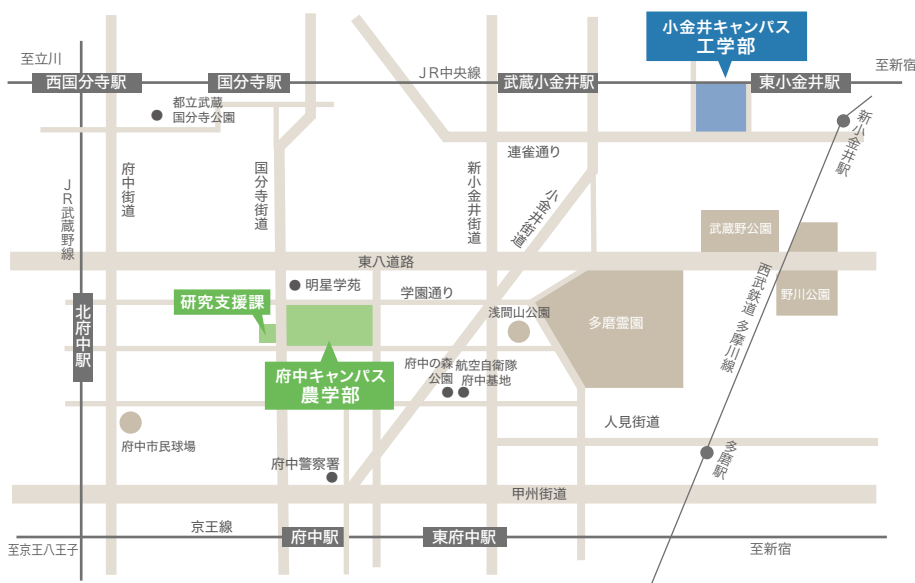 小金井キャンパス
工学部
至立川
JR中央線
至新宿
西国分寺駅
国分寺駅
武蔵小金井駅
東小金井駅
都立武蔵
国分寺公園
新小金井駅
連雀通り
府中街道
国分寺街道
新小金井街道
小金井街道
JR武蔵野線
武蔵野公園
東八道路
西武鉄道 多摩川線
野川公園
明星学苑
学園通り
研究支援課
浅間山公園
多磨霊園
北府中駅
府中キャンパス
農学部
府中の森
公園
航空自衛隊
府中基地
人見街道
府中市民球場
多磨駅
府中警察署
甲州街道
京王線
府中駅
東府中駅
至京王八王子
至新宿